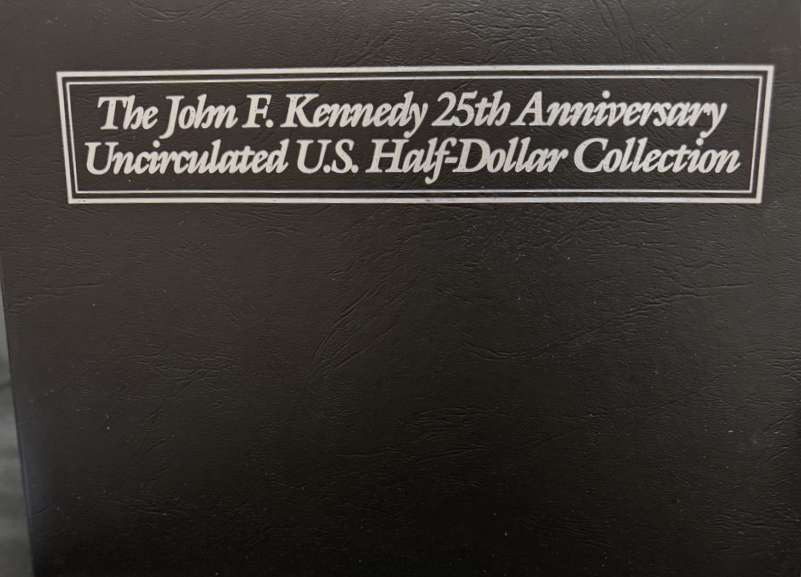 The John F. Kennedy 25th Anniversary
Uncirculated U.S. Half-Dollar Collection